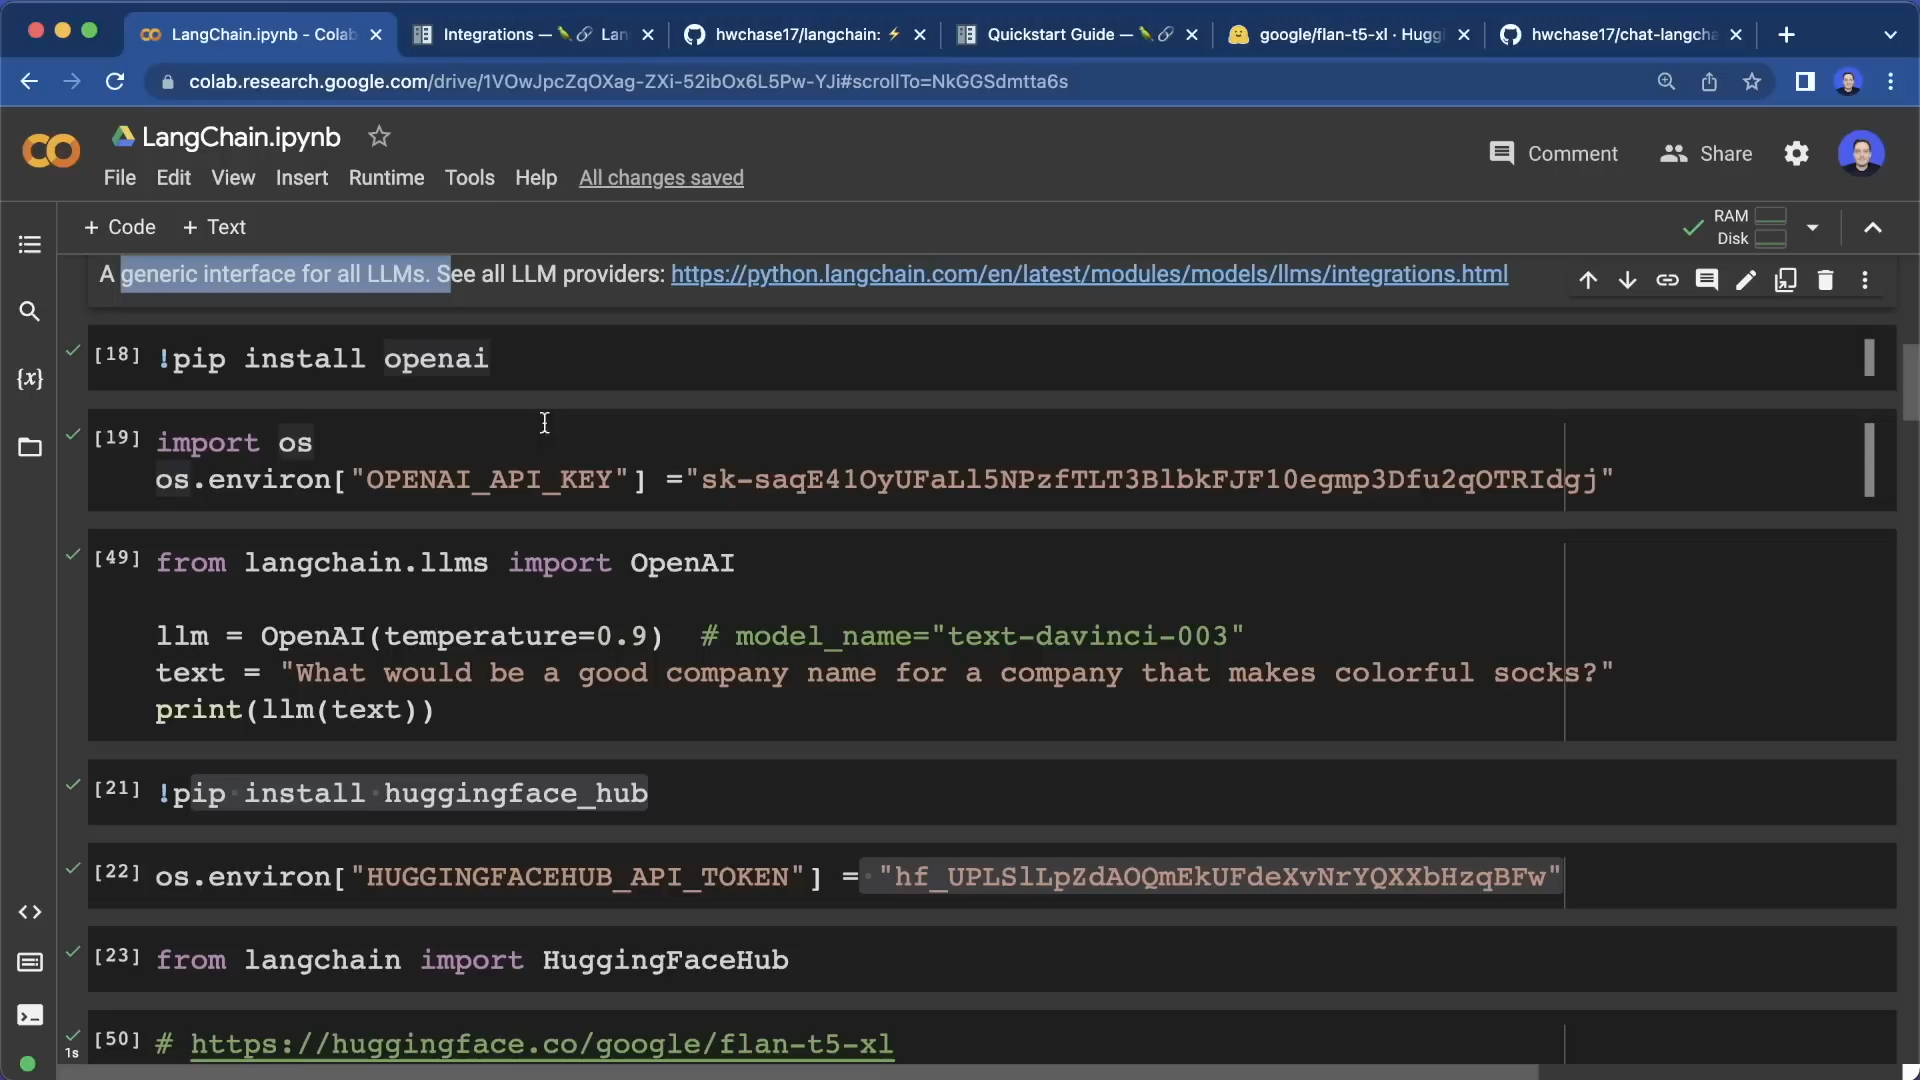 LangChain.ipynb - Colab
Integrations — Lan
hwchase17/langchain: ⚡
Quickstart Guide —
google/flan-t5-xl · Huggi
hwchase17/chat-langcha
colab.research.google.com/drive/1VOwJpcZqOXag-ZXi-52ibOx6L5Pw-YJi#scrollTo=NkGGSdmtta6s
LangChain.ipynb
Comment
Share
File Edit View Insert Runtime Tools Help All changes saved
+ Code + Text
RAM
Disk
A generic interface for all LLMs. See all LLM providers: https://python.langchain.com/en/latest/modules/models/llms/integrations.html
[18] !pip install openai
{x}
[19] import os
os.environ["OPENAI_API_KEY"] ="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"
[49] from langchain.llms import OpenAI
llm = OpenAI(temperature=0.9)  # model_name="text-davinci-003"
text = "What would be a good company name for a company that makes colorful socks?"
print(llm(text))
[21] !pip install huggingface_hub
[22] os.environ["HUGGINGFACEHUB_API_TOKEN"] = "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"
[23] from langchain import HuggingFaceHub
[50] # https://huggingface.co/google/flan-t5-xl
1s